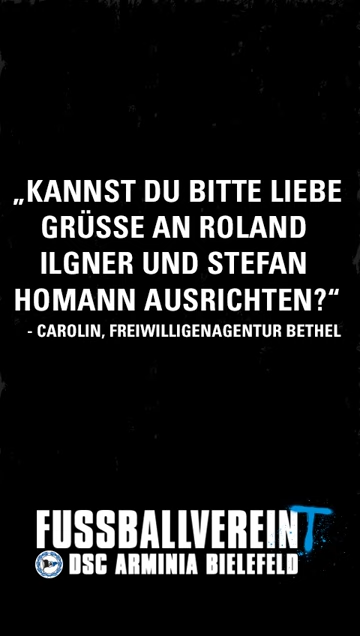 „KANNST DU BITTE LIEBE
GRÜSSE AN ROLAND
ILGNER UND STEFAN
HOMANN AUSRICHTEN?“
- CAROLIN, FREIWILLIGENAGENTUR BETHEL
FUSSBALLVEREINT
DSC ARMINIA BIELEFELD